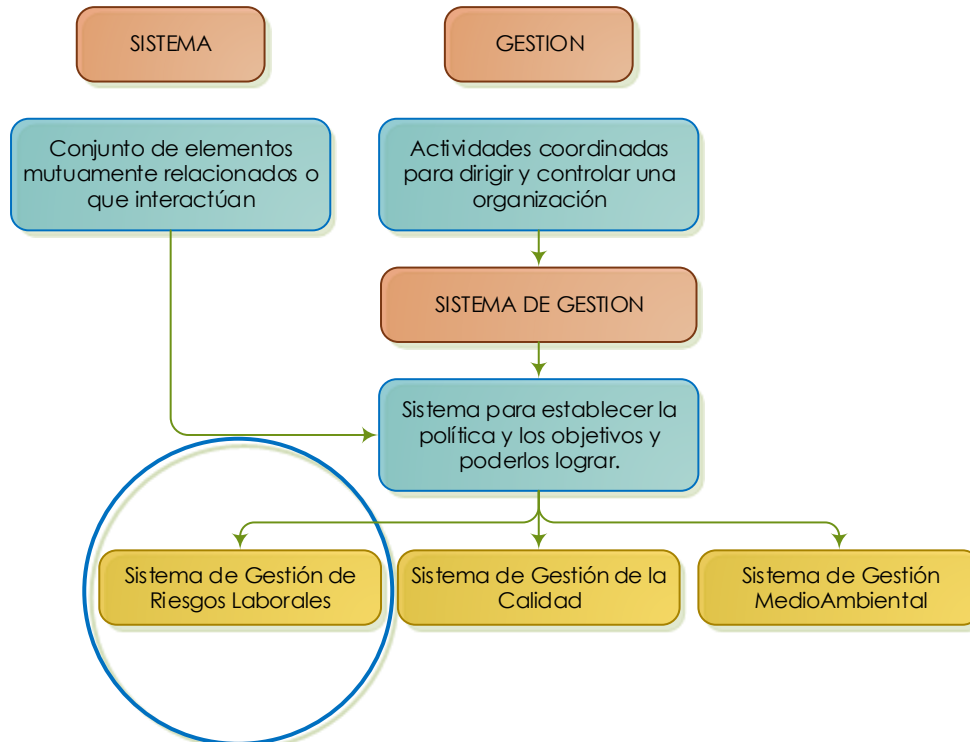 SISTEMA
GESTION
Conjunto de elementos
mutuamente relacionados o
que interactúan
Actividades coordinadas
para dirigir y controlar una
organización
SISTEMA DE GESTION
Sistema para establecer la
política y los objetivos y
poderlos lograr.
Sistema de Gestión de
Riesgos Laborales
Sistema de Gestión de la
Calidad
Sistema de Gestión
MedioAmbiental